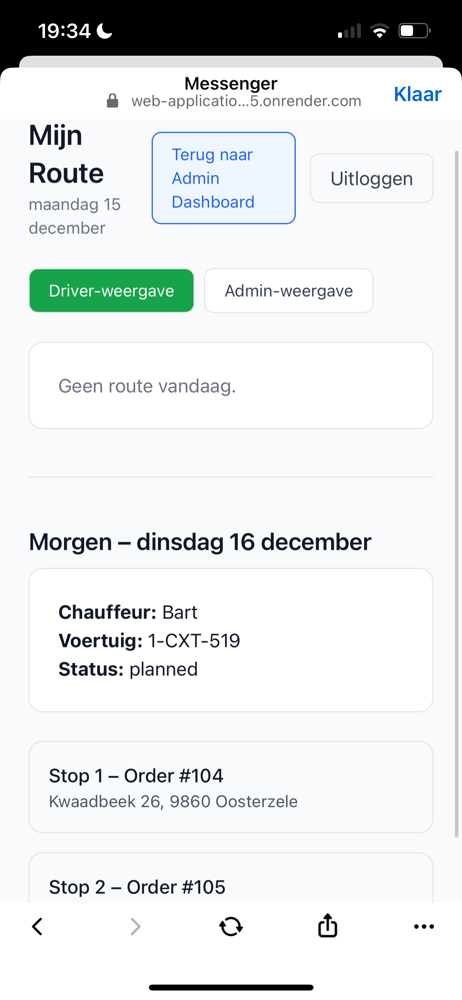 19:34
Messenger
web-applicatio...5.onrender.com
Klaar
Mijn
Route
maandag 15
december
Terug naar
Admin
Dashboard
Uitloggen
Driver-weergave
Admin-weergave
Geen route vandaag.
Morgen – dinsdag 16 december
Chauffeur: Bart
Voertuig: 1-CXT-519
Status: planned
Stop 1 – Order #104
Kwaadbeek 26, 9860 Oosterzele
Stop 2 – Order #105